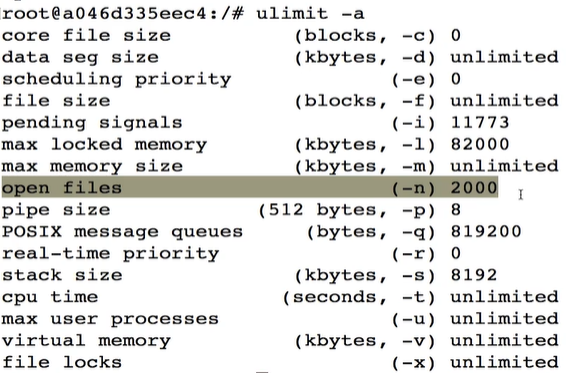 root@a046d335eec4:/# ulimit -a
core file size (blocks, -c) 0
data seg size (kbytes, -d) unlimited
scheduling priority (-e) 0
file size (blocks, -f) unlimited
pending signals (-i) 11773
max locked memory (kbytes, -l) 82000
max memory size (kbytes, -m) unlimited
open files (-n) 2000
pipe size (512 bytes, -p) 8
POSIX message queues (bytes, -q) 819200
real-time priority (-r) 0
stack size (kbytes, -s) 8192
cpu time (seconds, -t) unlimited
max user processes (-u) unlimited
virtual memory (kbytes, -v) unlimited
file locks (-x) unlimited